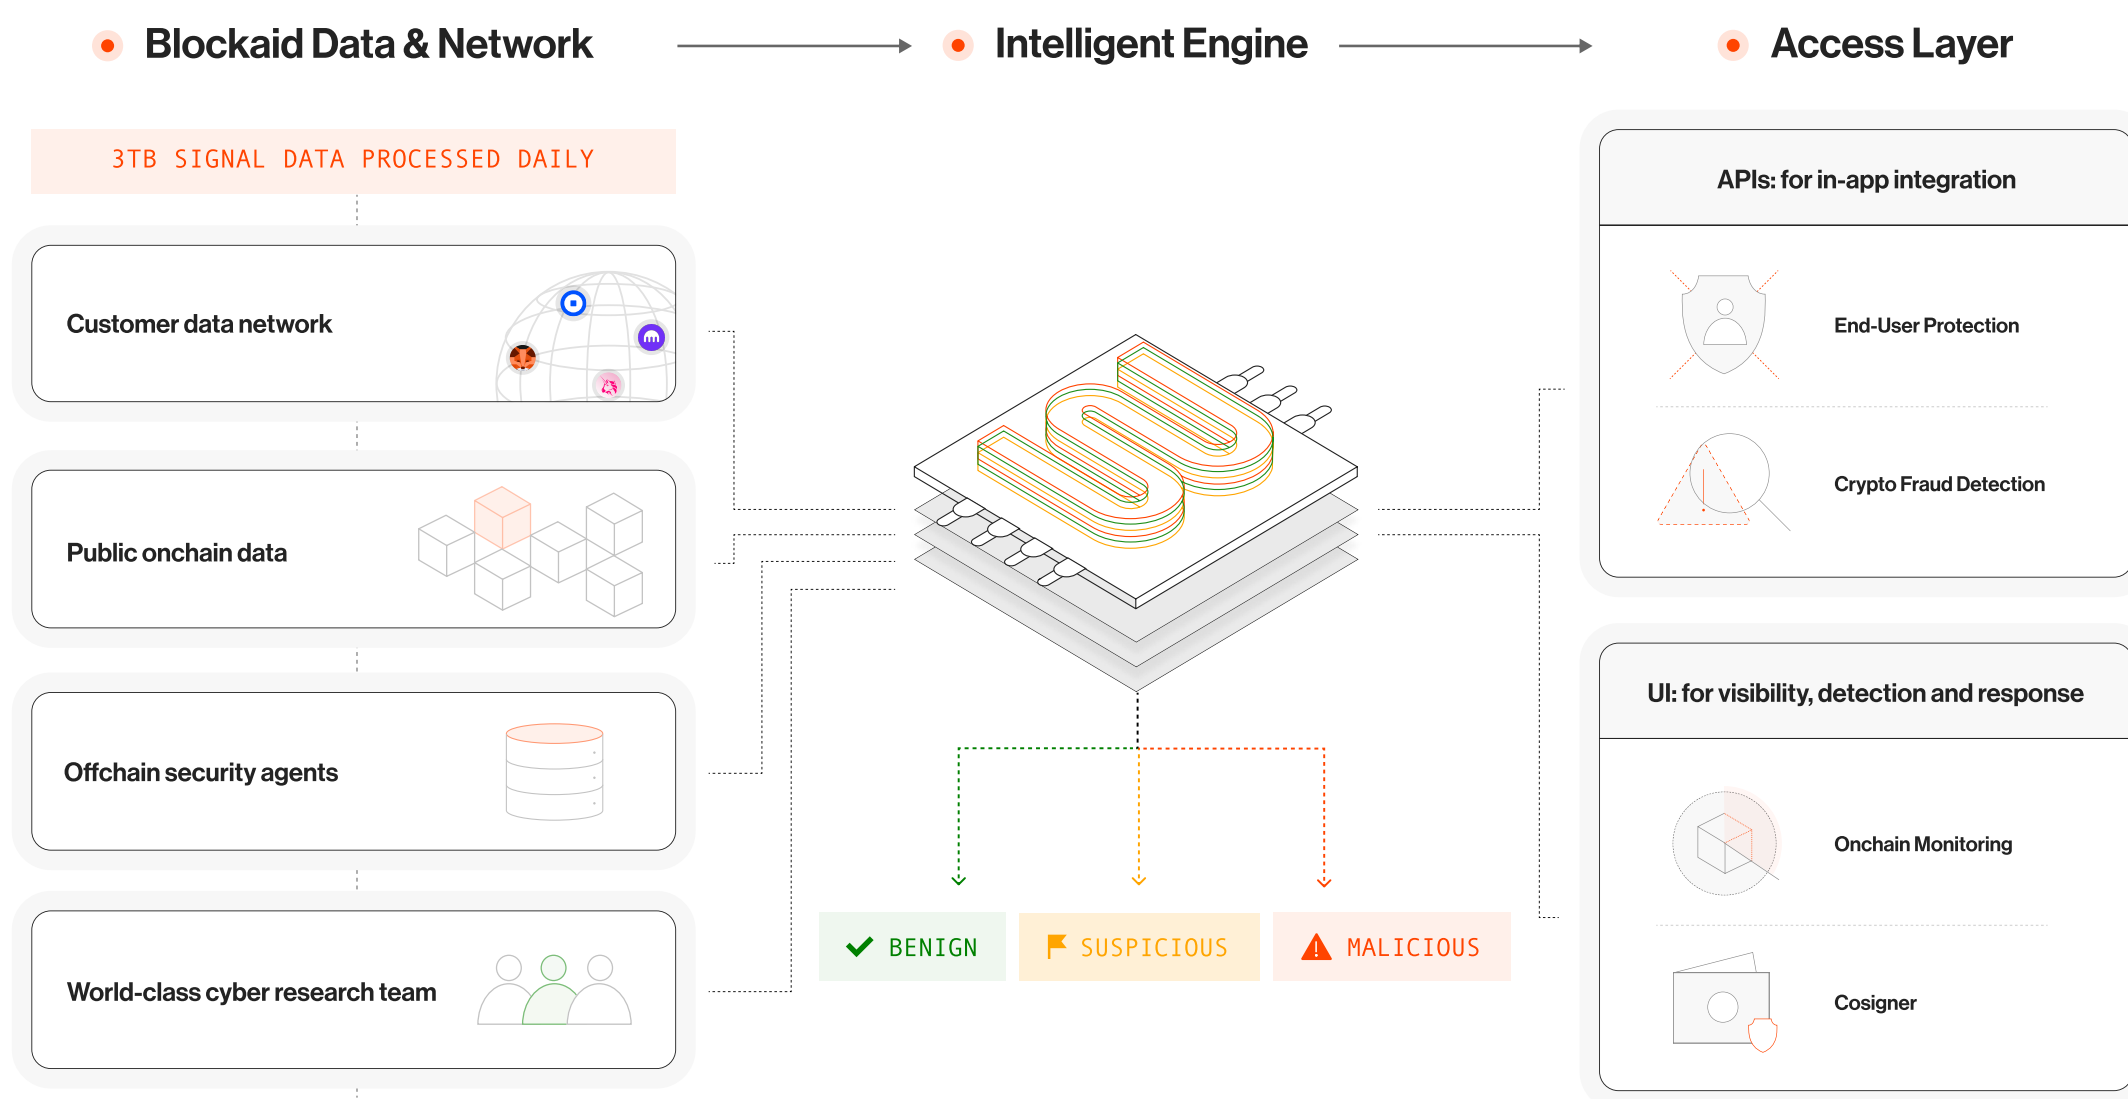 Blockaid Data & Network
Intelligent Engine
Access Layer
3TB SIGNAL DATA PROCESSED DAILY
Customer data network
Public onchain data
Offchain security agents
World-class cyber research team
BENIGN
SUSPICIOUS
MALICIOUS
APIs: for in-app integration
End-User Protection
Crypto Fraud Detection
UI: for visibility, detection and response
Onchain Monitoring
Cosigner